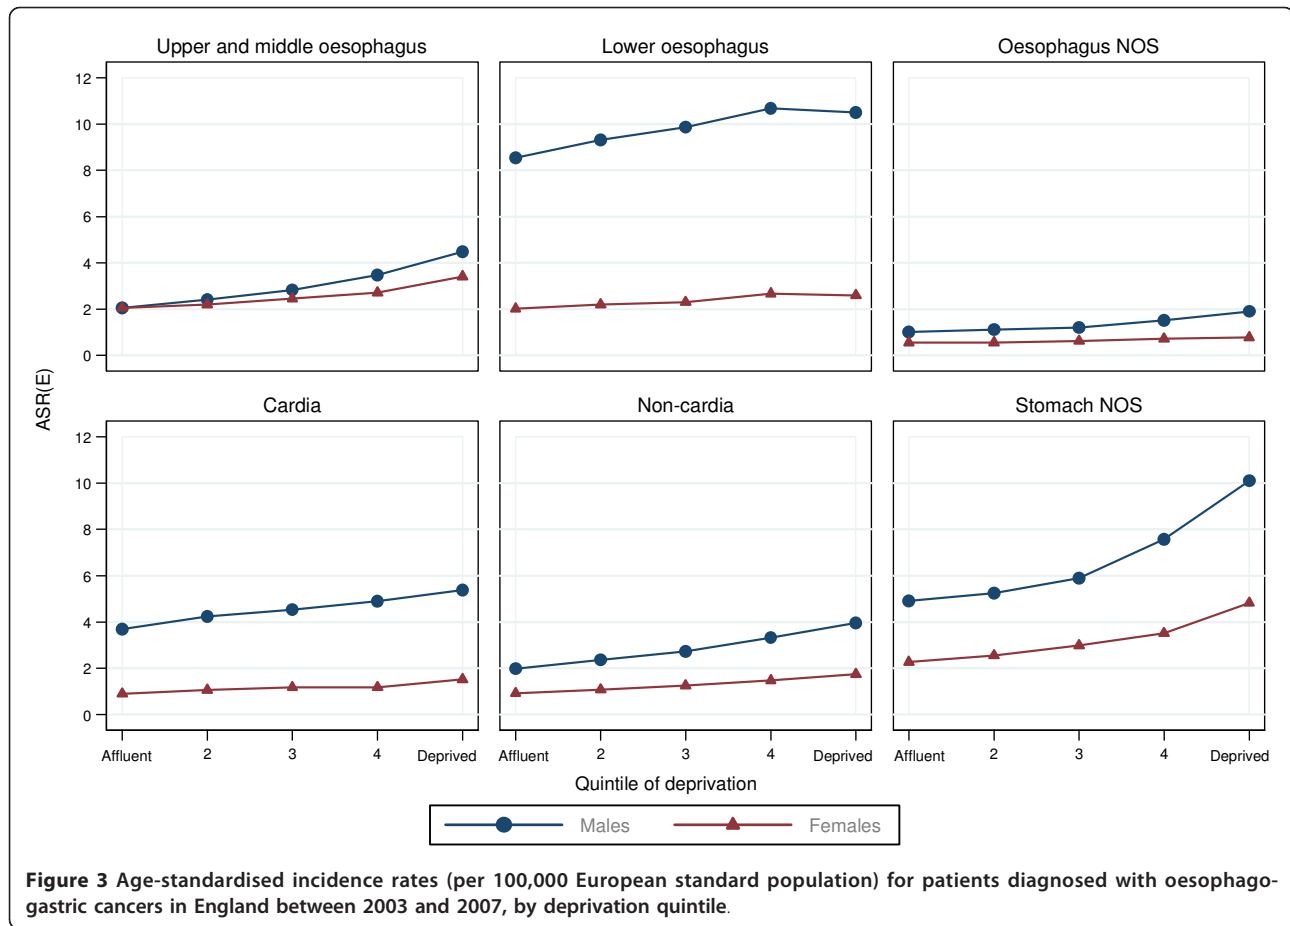 Upper and middle oesophagus
Lower oesophagus
Oesophagus NOS
12
10
8
6
4
2
0
ASR(E)
Cardia
Non-cardia
Stomach NOS
12
10
8
6
4
2
0
Affluent 2 3 4 Deprived
Affluent 2 3 4 Deprived
Affluent 2 3 4 Deprived
Quintile of deprivation
Males Females
Figure 3 Age-standardised incidence rates (per 100,000 European standard population) for patients diagnosed with oesophago-
gastric cancers in England between 2003 and 2007, by deprivation quintile.